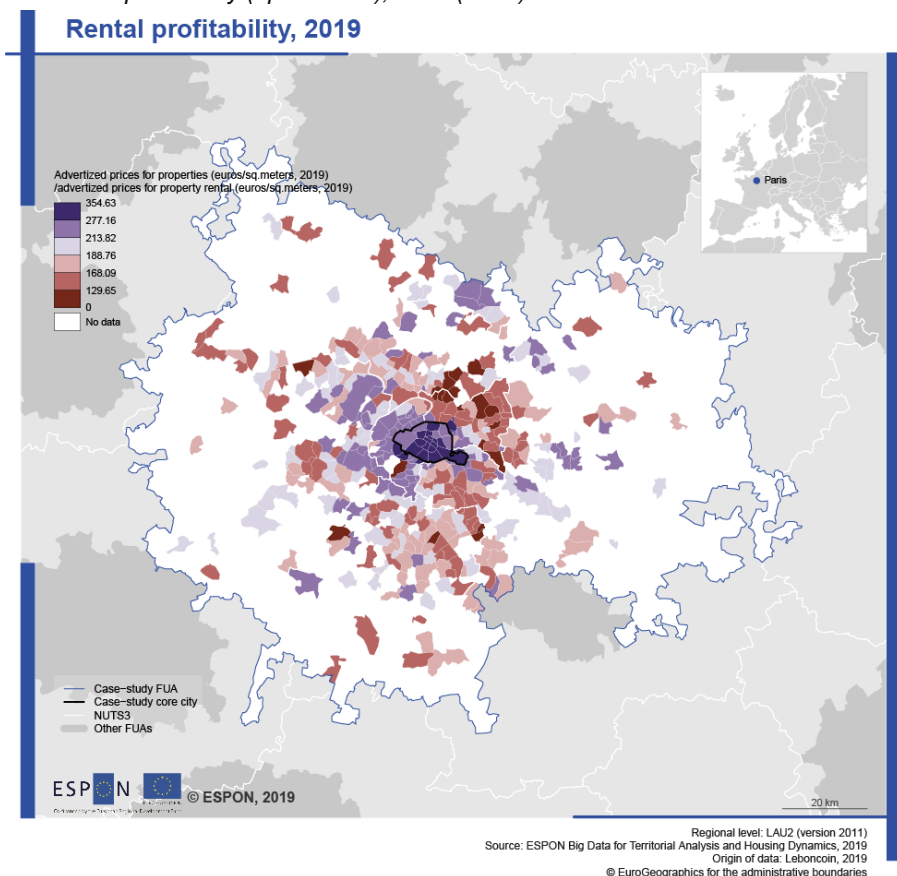 Rental profitability, 2019
Advertized prices for properties (euros/sq.meters, 2019)
/advertized prices for property rental (euros/sq.meters, 2019)
354.63
277.16
213.82
188.76
168.09
129.65
0
No data
Paris
Case-study FUA
Case-study core city
NUTS3
Other FUAs
ESPON
© ESPON, 2019
20 km
Regional level: LAU2 (version 2011)
Source: ESPON Big Data for Territorial Analysis and Housing Dynamics, 2019
Origin of data: Leboncoin, 2019
© EuroGeographics for the administrative boundaries